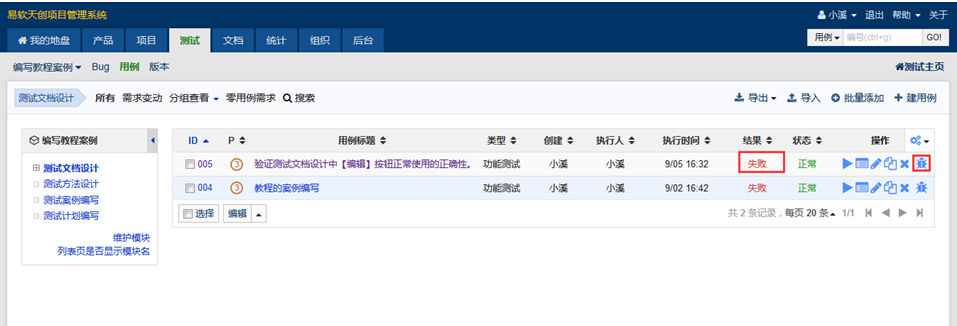 易软天创项目管理系统
小溪 退出 帮助 关于
我的地盘 产品 项目 测试 文档 统计 组织 后台
用例 编号(ctrl+g) GO!
编写教程案例 Bug 用例 版本
测试主页
测试文档设计 所有 需求变动 分组查看 零用例需求 搜索
导出 导入 批量添加 建用例
编写教程案例
测试文档设计
测试方法设计
测试案例编写
测试计划编写
维护模块
列表页是否显示模块名
ID P 用例标题 类型 创建 执行人 执行时间 结果 状态 操作
005 3 验证测试文档设计中【编辑】按钮正常使用的正确性。 功能测试 小溪 小溪 9/05 16:32 失败 正常
004 3 教程的案例编写 功能测试 小溪 小溪 9/02 16:42 失败 正常
选择 编辑
共 2 条记录，每页 20 条 1/1